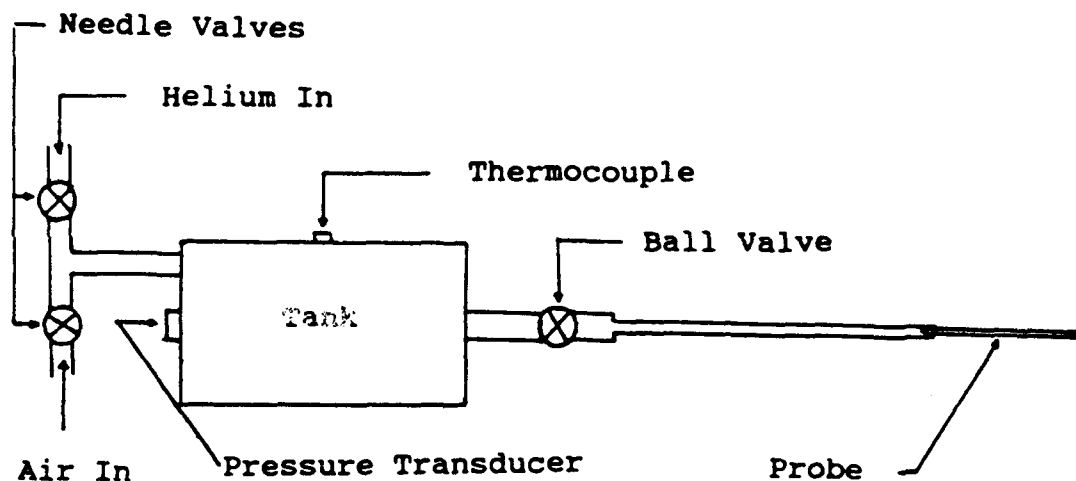 Needle Valves
Helium In
Thermocouple
Ball Valve
Tank
Air In
Pressure Transducer
Probe